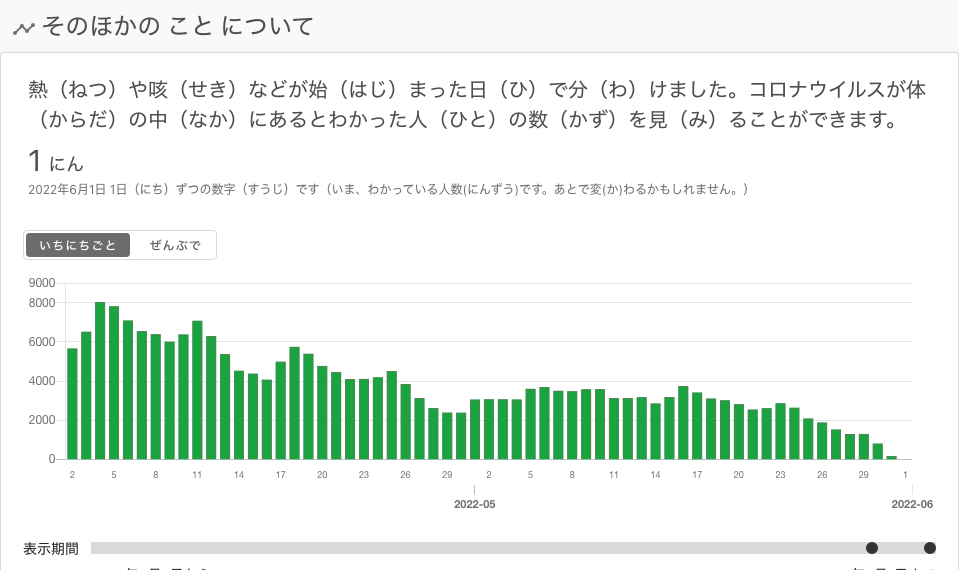 そのほかの こと について
熱（ねつ）や咳（せき）などが始（はじ）まった日（ひ）で分（わ）けました。コロナウイルスが体
（からだ）の中（なか）にあるとわかった人（ひと）の数（かず）を見（み）ることができます。
1 にん
2022年6月1日 1日（にち）ずつの数字（すうじ）です（いま、わかっている人数(にんずう)です。あとで変(か)わるかもしれません。）
いちにちごと ぜんぶで
9000
8000
6000
4000
2000
0
2 5 8 11 14 17 20 23 26 29 2 5 8 11 14 17 20 23 26 29 1
2022-05 2022-06
表示期間